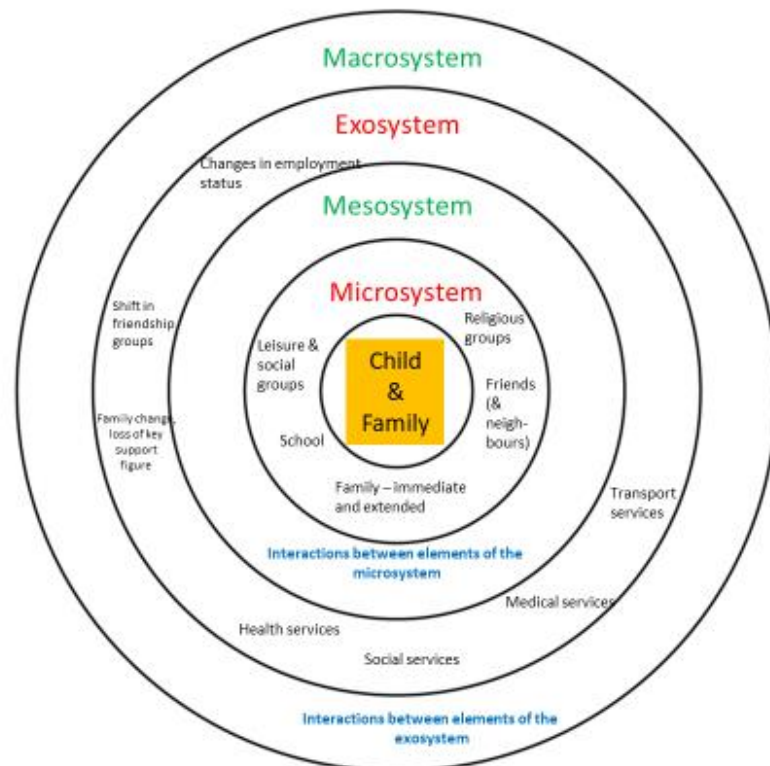 Macrosystem
Exosystem
Changes in employment
status
Mesosystem
Microsystem
Shift in
friendship
groups
Religious
groups
Leisure &
social
groups
Child
&
Family
Friends
(&
neigh-
bours)
Family change,
loss of key
support
figure
School
Family – immediate
and extended
Transport
services
Interactions between elements of the
microsystem
Medical services
Health services
Social services
Interactions between elements of the
exosystem